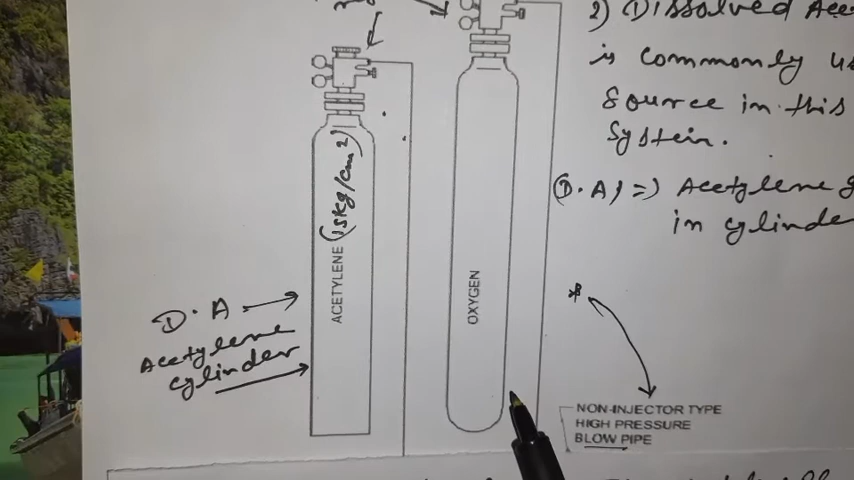 2) Dissolved
is commonly
Source in this
System.
(D.A) => Acetylene
in cylinder
(15kg/cm2)
ACETYLENE
OXYGEN
D.A
Acetylene
cylinder
*
NON-INJECTOR TYPE
HIGH PRESSURE
BLOW PIPE